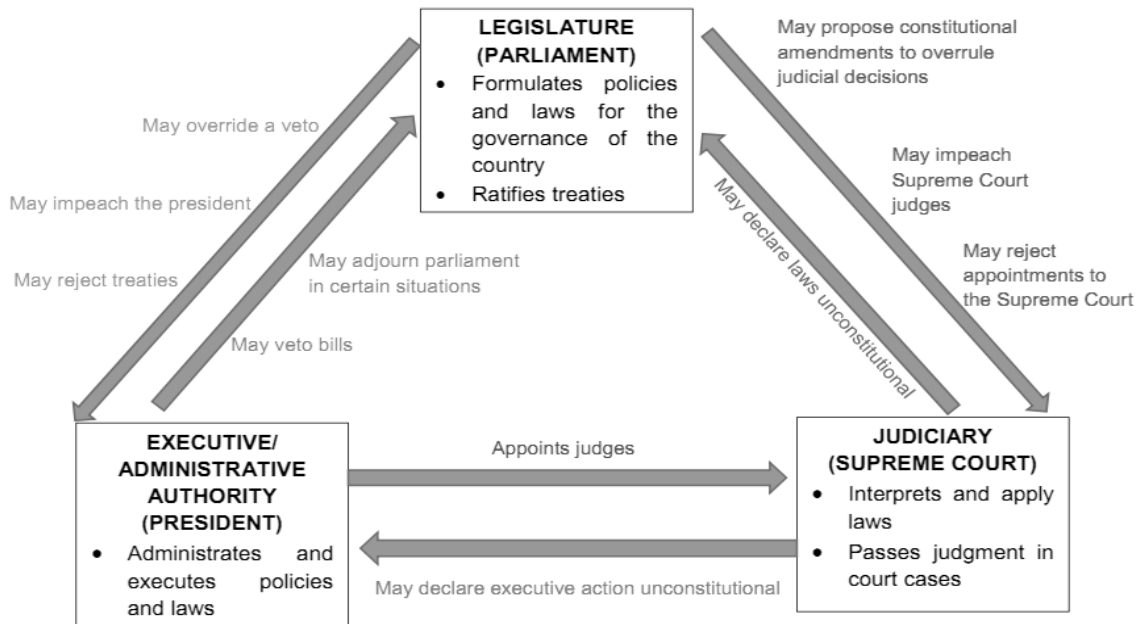 LEGISLATURE
(PARLIAMENT)
• Formulates policies
and laws for the
governance of the
country
• Ratifies treaties
May override a veto
May impeach the president
May reject treaties
May adjourn parliament
in certain situations
May veto bills
May propose constitutional
amendments to overrule
judicial decisions
May impeach
Supreme Court
judges
May reject
appointments to
the Supreme Court
May declare laws unconstitutional
EXECUTIVE/
ADMINISTRATIVE
AUTHORITY
(PRESIDENT)
• Administrates and
executes policies
and laws
Appoints judges
May declare executive action unconstitutional
JUDICIARY
(SUPREME COURT)
• Interprets and apply
laws
• Passes judgment in
court cases